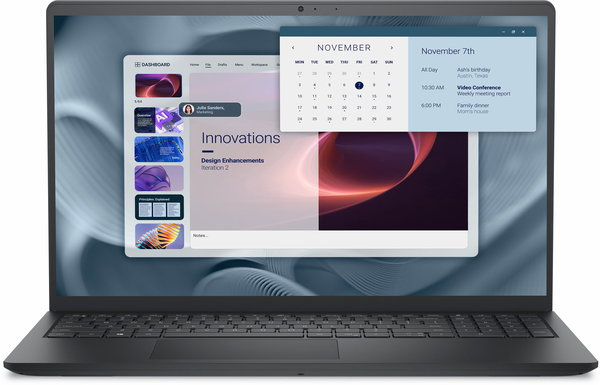 DASHBOARD
Home File Drafts Menu Workspace
Overview
AI
Principles Explained
Julie Sanders,
Marketing
Innovations
Design Enhancements
Iteration 2
Notes...
NOVEMBER
MON TUE WED THU FRI SAT SUN
27 28 29 30 31 1 2
3 4 5 6 7 8 9
10 11 12 13 14 15 16
17 18 19 20 21 22 23
24 25 26 27 28 29 30
November 7th
All Day Ash's birthday
Austin, Texas
10:30 AM Video Conference
Weekly meeting report
6:00 PM Family dinner
Mom's house